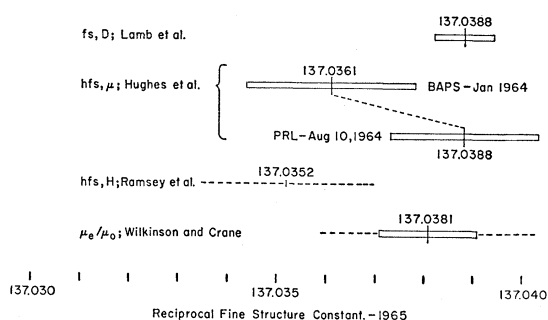 137.0388
fs, D; Lamb et al.
137.0361
hfs, μ; Hughes et al.
BAPS – Jan 1964
PRL – Aug 10, 1964
137.0388
137.0352
hfs, H; Ramsey et al.
137.0381
μe/μo; Wilkinson and Crane
137.030 137.035 137.040
Reciprocal Fine Structure Constant. – 1965